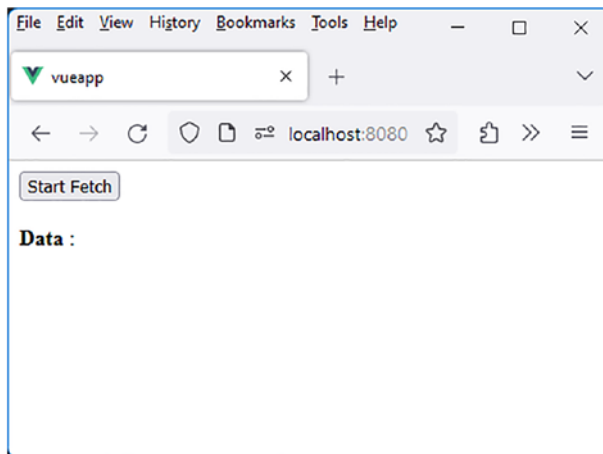 File Edit View History Bookmarks Tools Help
vueapp
localhost:8080
Start Fetch
Data :